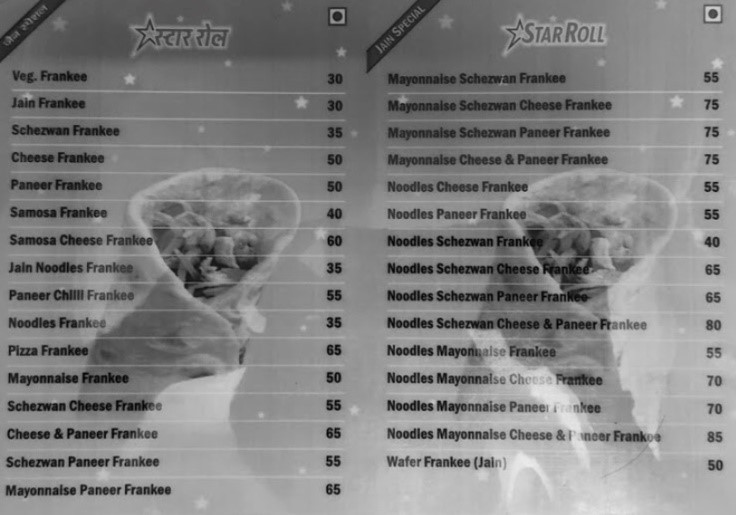 जैन स्पेशल
स्टार रोल
Veg. Frankee 30
Jain Frankee 30
Schezwan Frankee 35
Cheese Frankee 50
Paneer Frankee 50
Samosa Frankee 40
Samosa Cheese Frankee 60
Jain Noodles Frankee 35
Paneer Chilli Frankee 55
Noodles Frankee 35
Pizza Frankee 65
Mayonnaise Frankee 50
Schezwan Cheese Frankee 55
Cheese & Paneer Frankee 65
Schezwan Paneer Frankee 55
Mayonnaise Paneer Frankee 65
JAIN SPECIAL
STAR ROLL
Mayonnaise Schezwan Frankee 55
Mayonnaise Schezwan Cheese Frankee 75
Mayonnaise Schezwan Paneer Frankee 75
Mayonnaise Cheese & Paneer Frankee 75
Noodles Cheese Frankee 55
Noodles Paneer Frankee 55
Noodles Schezwan Frankee 40
Noodles Schezwan Cheese Frankee 65
Noodles Schezwan Paneer Frankee 65
Noodles Schezwan Cheese & Paneer Frankee 80
Noodles Mayonnaise Frankee 55
Noodles Mayonnaise Cheese Frankee 70
Noodles Mayonnaise Paneer Frankee 70
Noodles Mayonnaise Cheese & Paneer Frankee 85
Wafer Frankee (Jain) 50